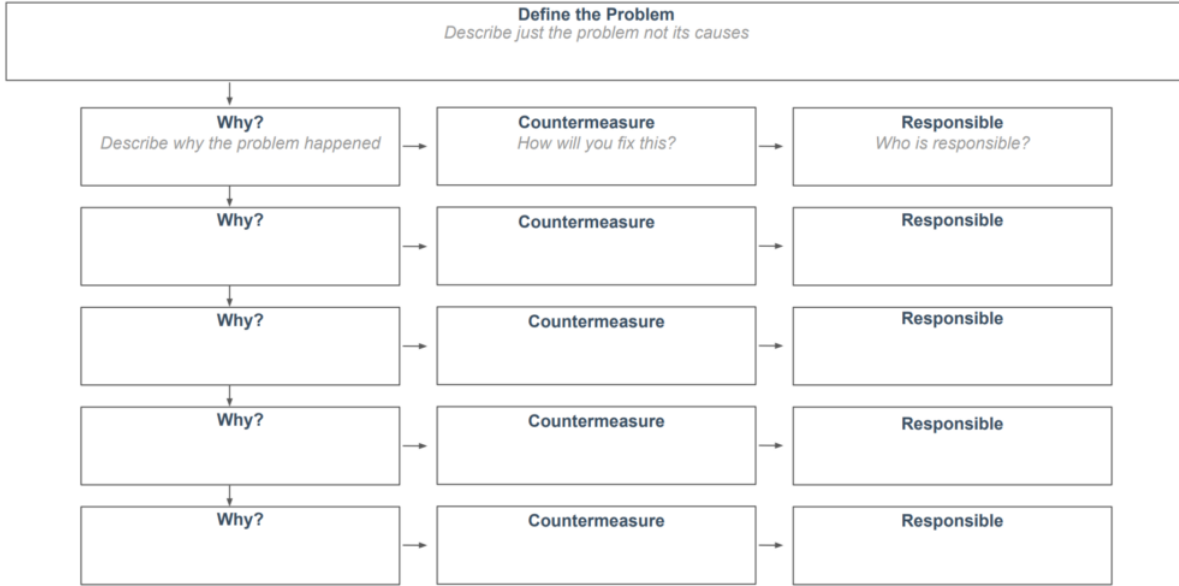 Define the Problem
Describe just the problem not its causes
Why?
Describe why the problem happened
Countermeasure
How will you fix this?
Responsible
Who is responsible?
Why?
Countermeasure
Responsible
Why?
Countermeasure
Responsible
Why?
Countermeasure
Responsible
Why?
Countermeasure
Responsible